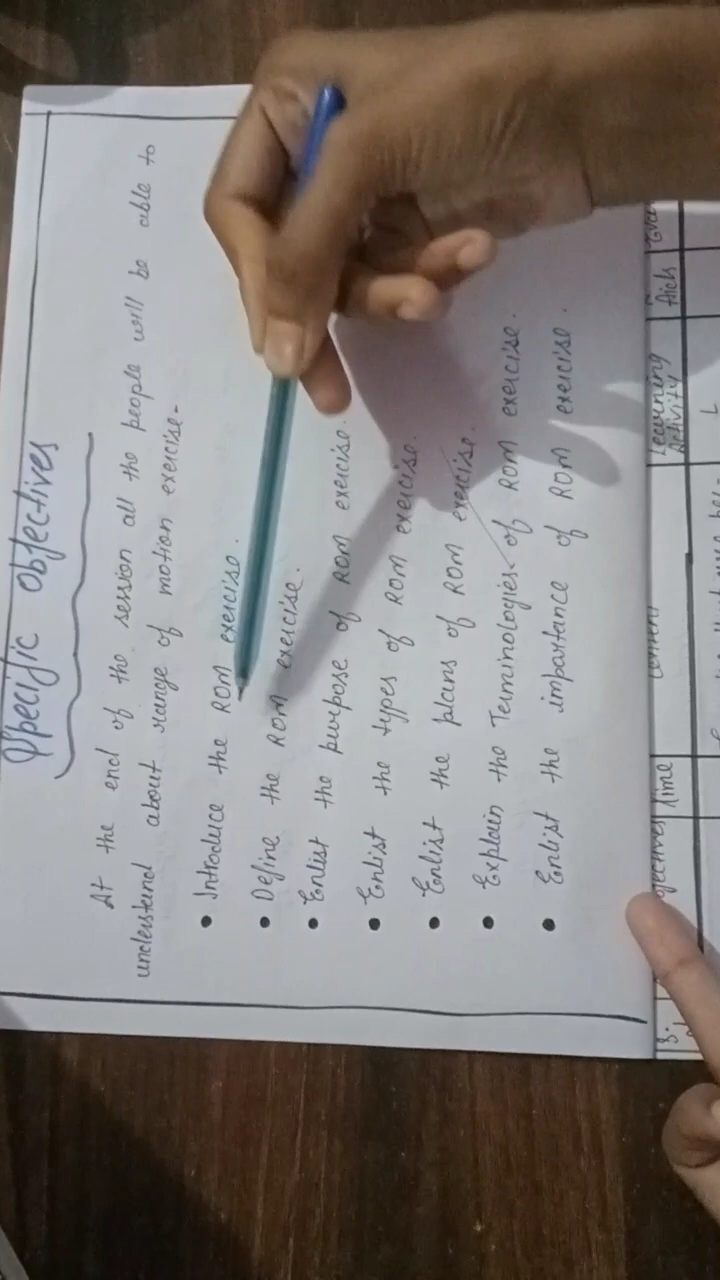 Specific Objectives
At the end of the session all the people will be able to
understand about range of motion exercise-
• Introduce the ROM exercise.
• Define the ROM exercise.
• Enlist the purpose of ROM exercise.
• Enlist the types of ROM exercise.
• Enlist the plains of ROM exercise.
• Explain the Terminologies of ROM exercise.
• Enlist the importance of ROM exercise.
S.
Time
Learning
Activity